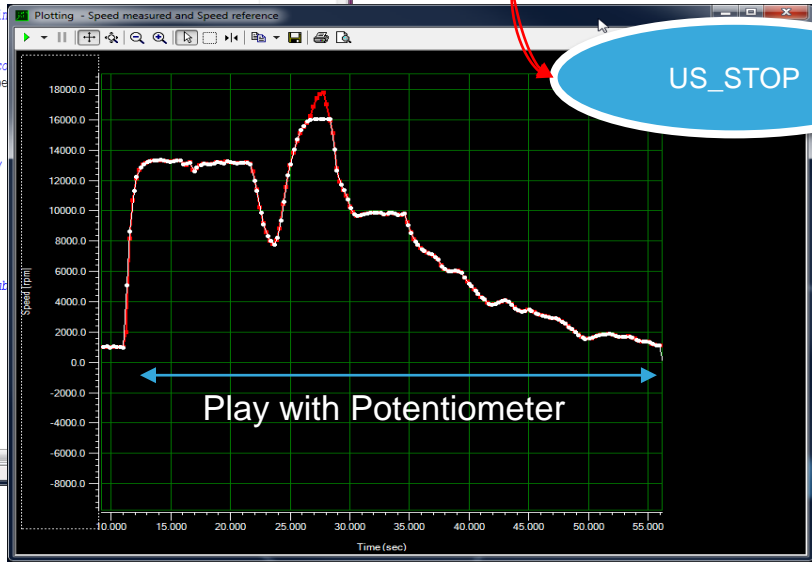 Plotting - Speed measured and Speed reference
US_STOP
18000.0
16000.0
14000.0
12000.0
10000.0
8000.0
6000.0
4000.0
2000.0
0.0
-2000.0
-4000.0
-6000.0
-8000.0
Speed [rpm]
Play with Potentiometer
10.000 15.000 20.000 25.000 30.000 35.000 40.000 45.000 50.000 55.000
Time (sec)